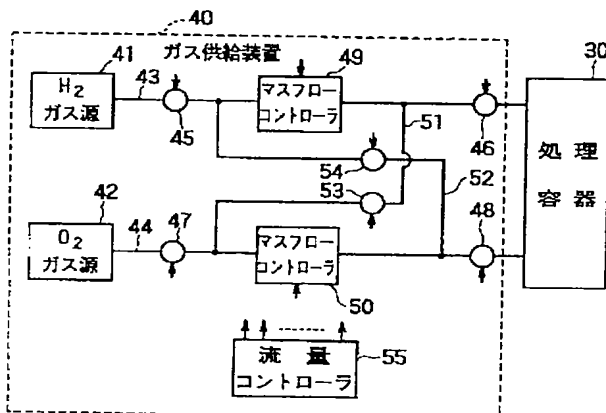 40
ガス供給装置
41
H2
ガス源
43
45
49
マスフロー
コントローラ
51
46
30
処理
容器
54
53
52
42
O2
ガス源
44
47
マスフロー
コントローラ
50
48
流量
コントローラ
55